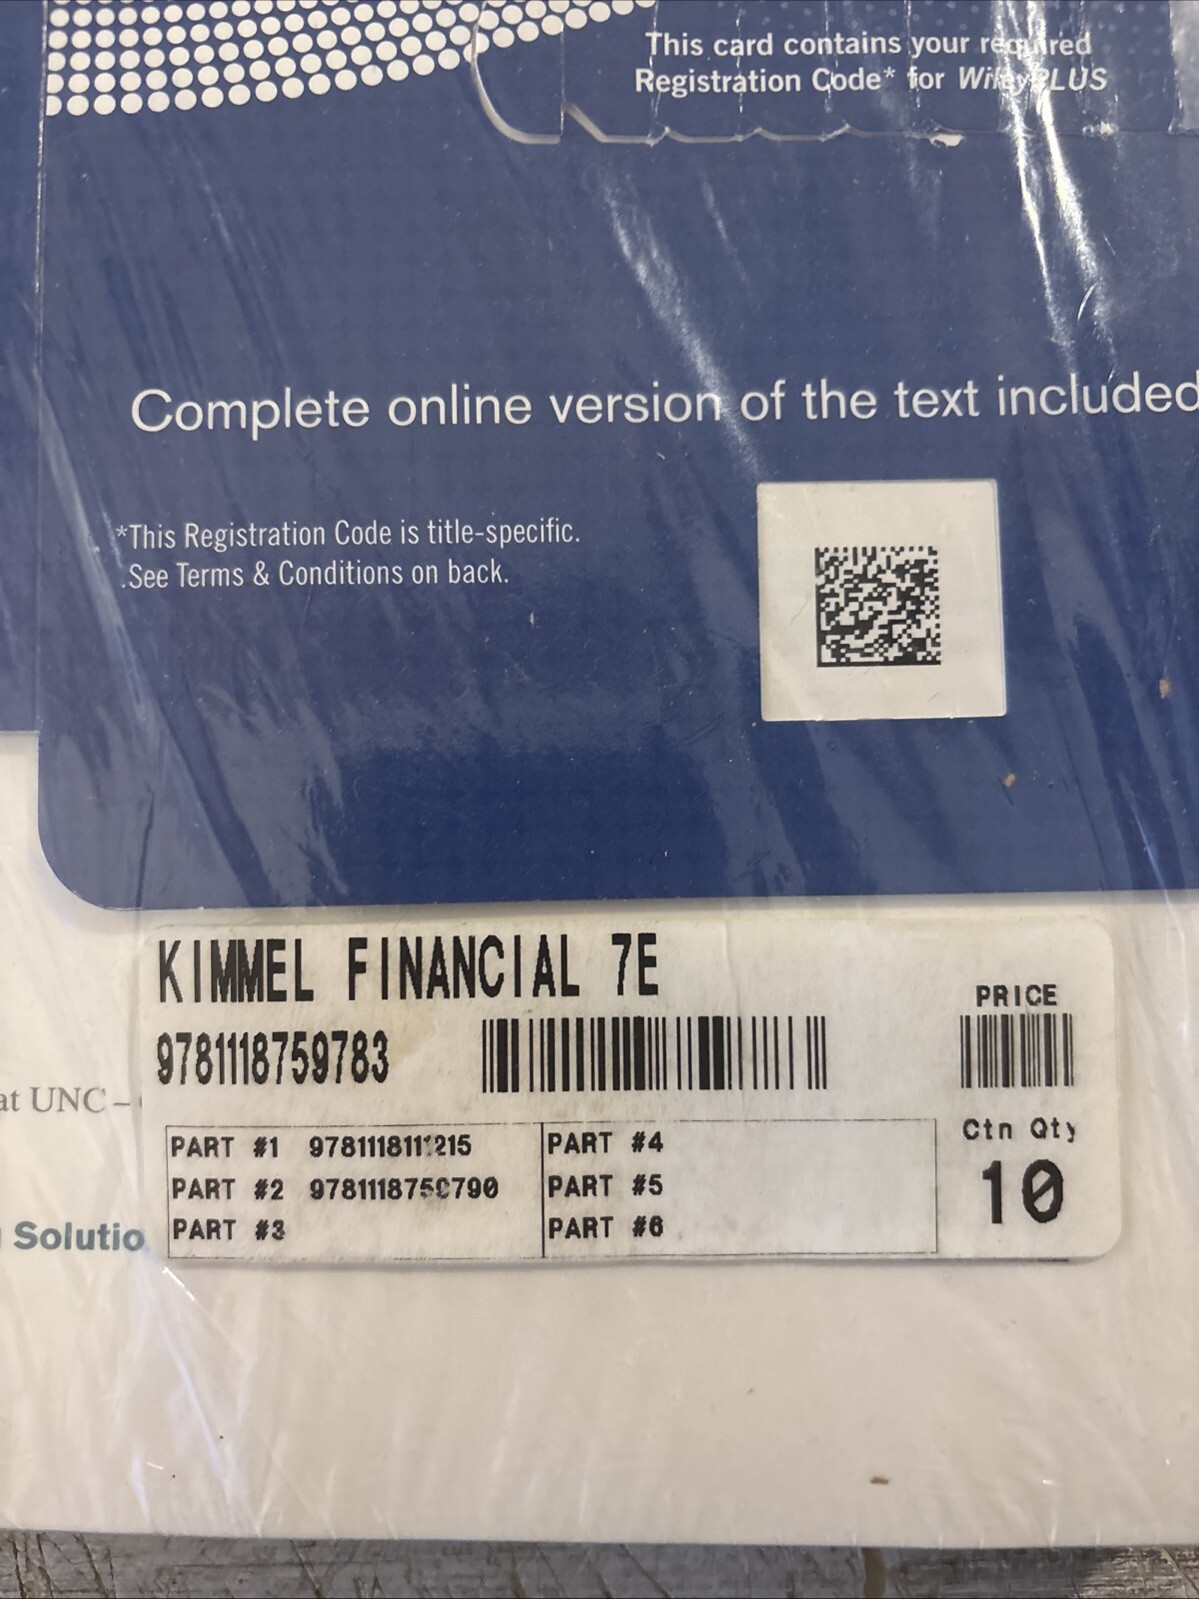 This card contains your required
Registration Code* for WileyPLUS
Complete online version of the text included
*This Registration Code is title-specific.
.See Terms & Conditions on back.
KIMMEL FINANCIAL 7E
9781118759783
PRICE
at UNC –
PART #1 9781118111215
PART #2
PART #3
PART #4
PART #5
PART #6
Ctn Qty
10
Solutio